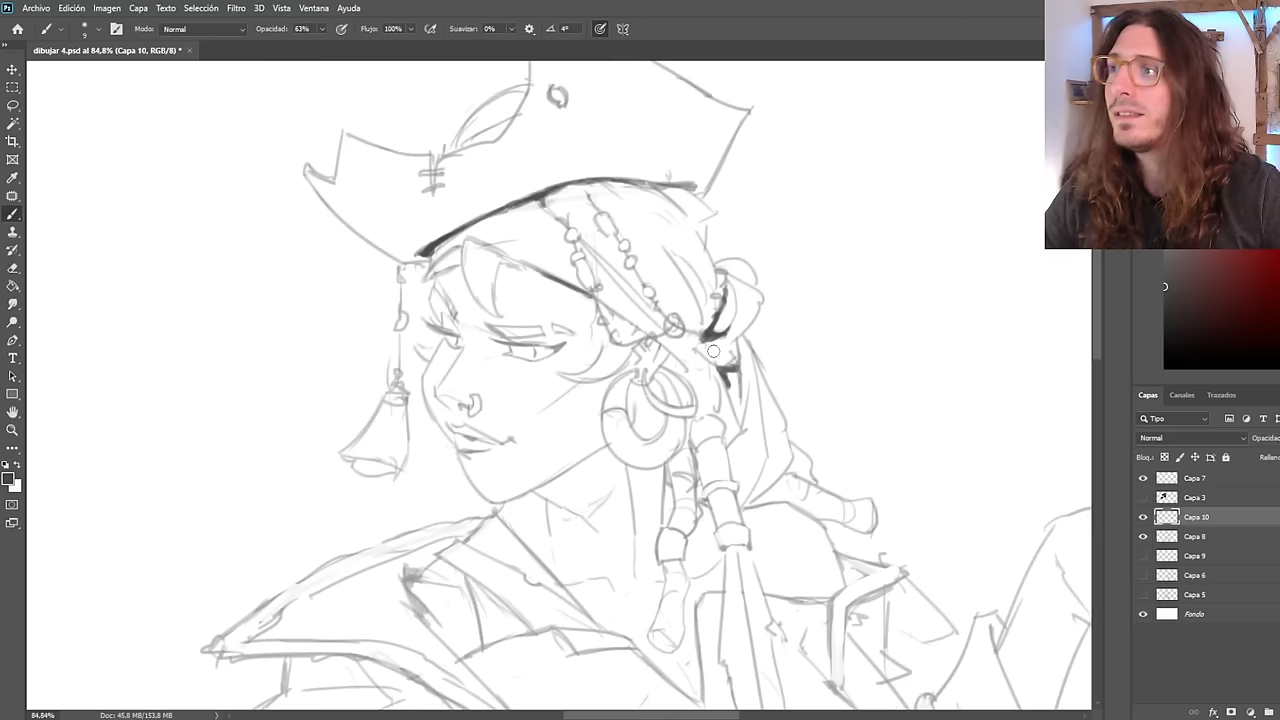 Archivo Edición Imagen Capa Texto Selección Filtro 3D Vista Ventana Ayuda
9 Modo: Normal Opacidad: 63% Flujo: 100% Suavizar: 0% 4°
dibujar 4.psd al 84,8% (Capa 10, RGB/8) * ×
Capas Canales Trazados
Tipo
Normal Opacidad
Bloq.: Relleno
Capa 7
Capa 3
Capa 10
Capa 8
Capa 9
Capa 6
Capa 5
Fondo
84,84% Doc: 45,8 MB/153,8 MB